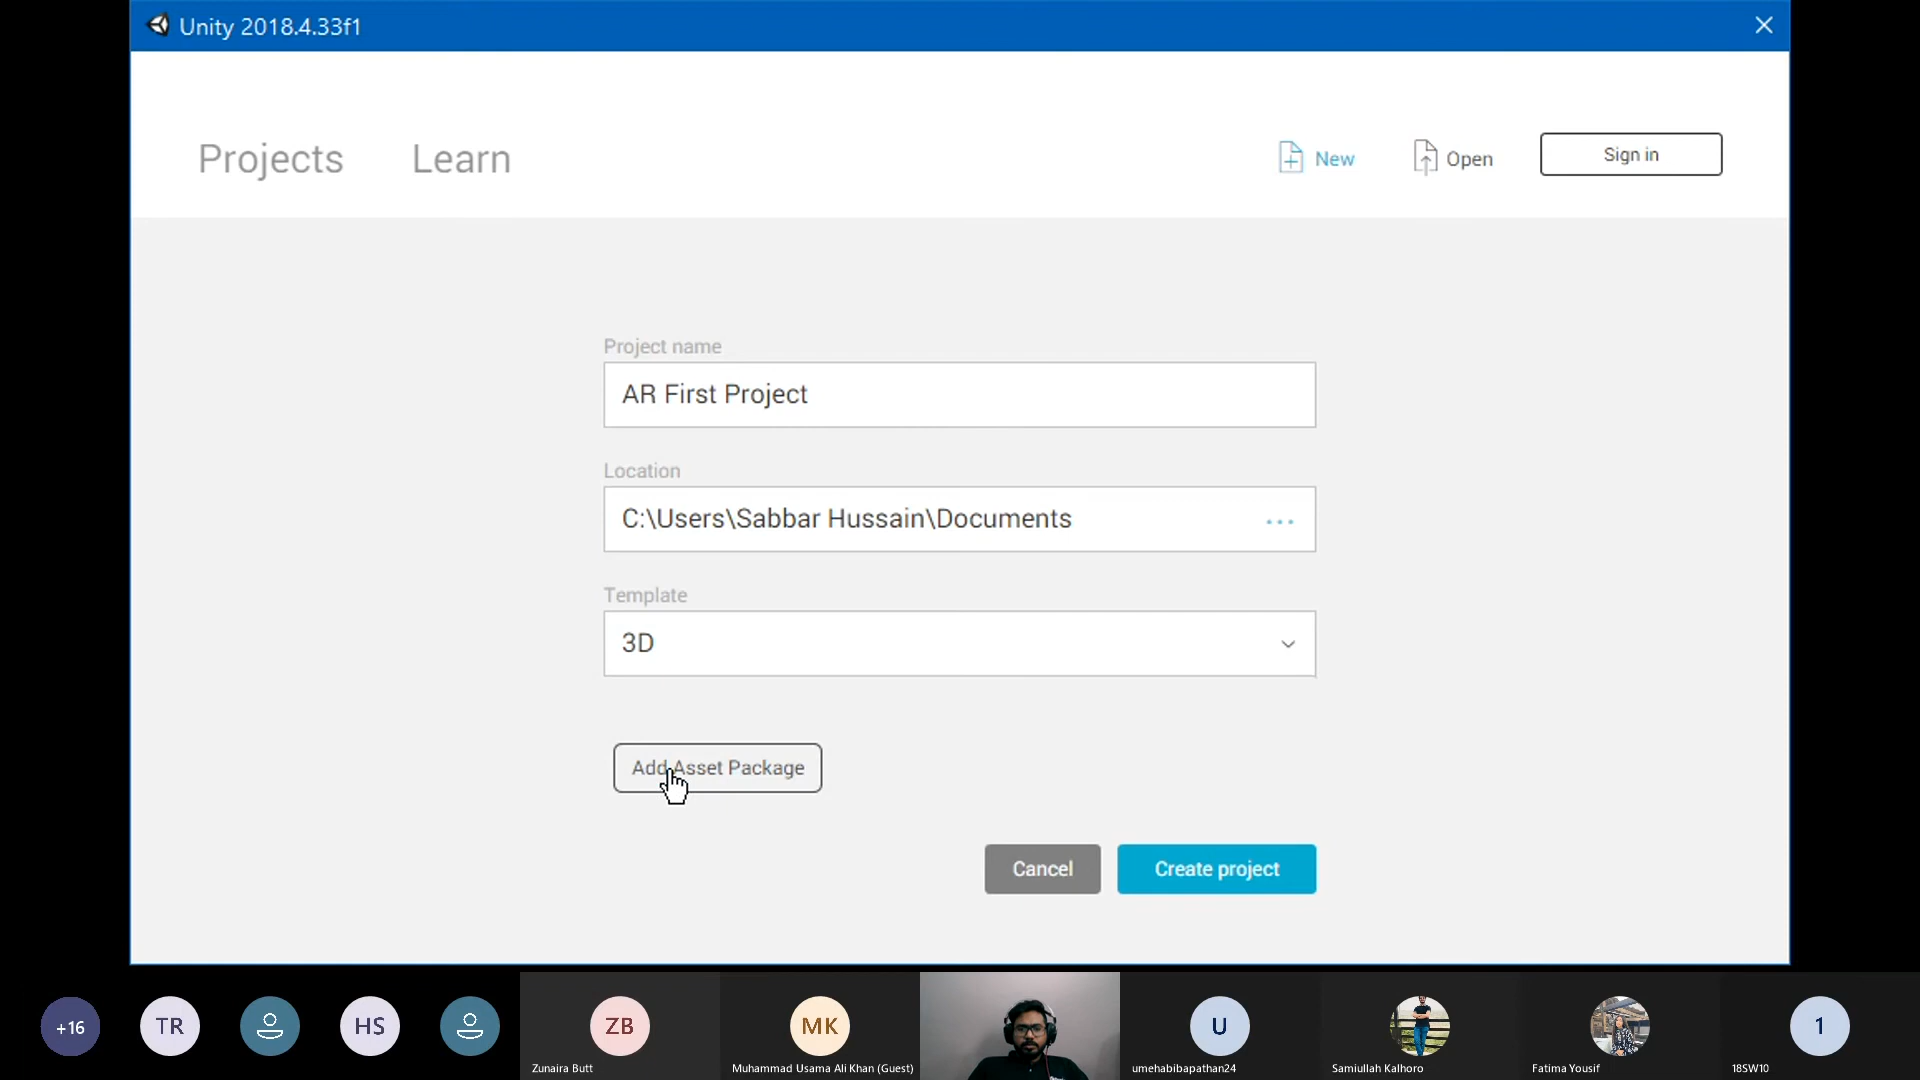 Unity 2018.4.33f1
Projects
Learn
New
Open
Sign in
Project name
AR First Project
Location
C:\Users\Sabbar Hussain\Documents
...
Template
3D
Add Asset Package
Cancel
Create project
+16
TR
HS
ZB
MK
U
1
Zunaira Butt
Muhammad Usama Ali Khan (Guest)
umehabibapathan24
Samiullah Kalhoro
Fatima Yousif
18SW10